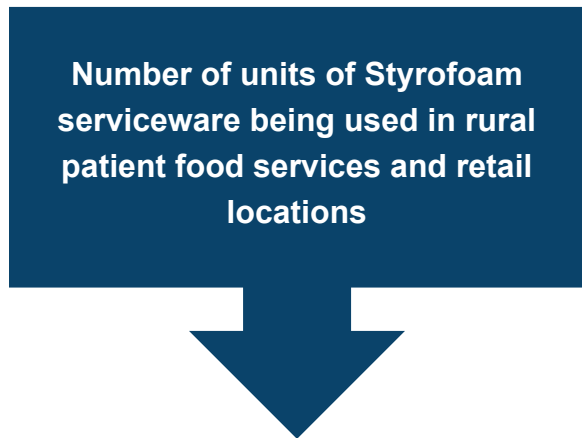 Number of units of Styrofoam
serviceware being used in rural
patient food services and retail
locations